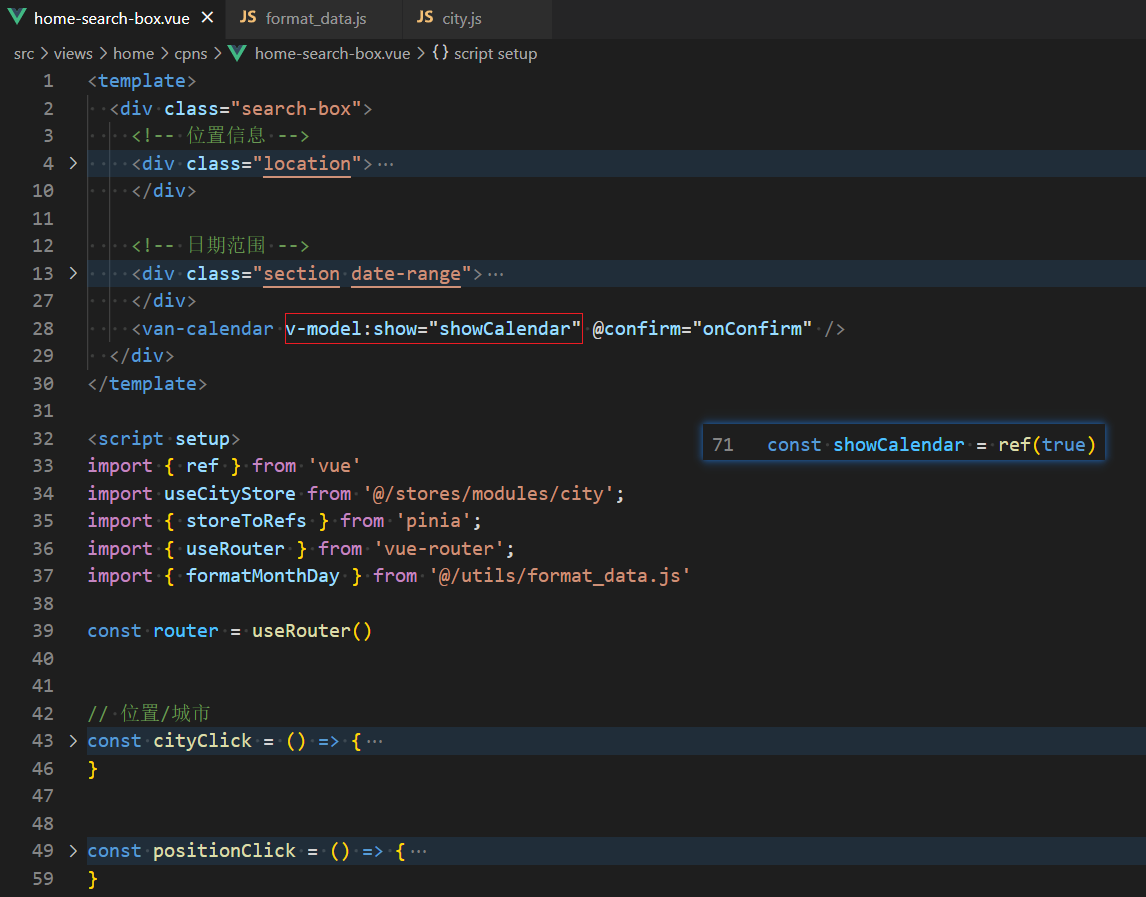 home-search-box.vue × JS format_data.js JS city.js
src > views > home > cpns > home-search-box.vue > {} script setup
1 <template>
2 <div class="search-box">
3 <!-- 位置信息 -->
4 > <div class="location"> ···
10 </div>
11
12 <!-- 日期范围 -->
13 > <div class="section date-range"> ···
27 </div>
28 <van-calendar v-model:show="showCalendar" @confirm="onConfirm" />
29 </div>
30 </template>
31
32 <script setup>
71 const showCalendar = ref(true)
33 import { ref } from 'vue'
34 import useCityStore from '@/stores/modules/city';
35 import { storeToRefs } from 'pinia';
36 import { useRouter } from 'vue-router';
37 import { formatMonthDay } from '@/utils/format_data.js'
38
39 const router = useRouter()
40
41
42 // 位置/城市
43 > const cityClick = () => { ···
46 }
47
48
49 > const positionClick = () => { ···
59 }